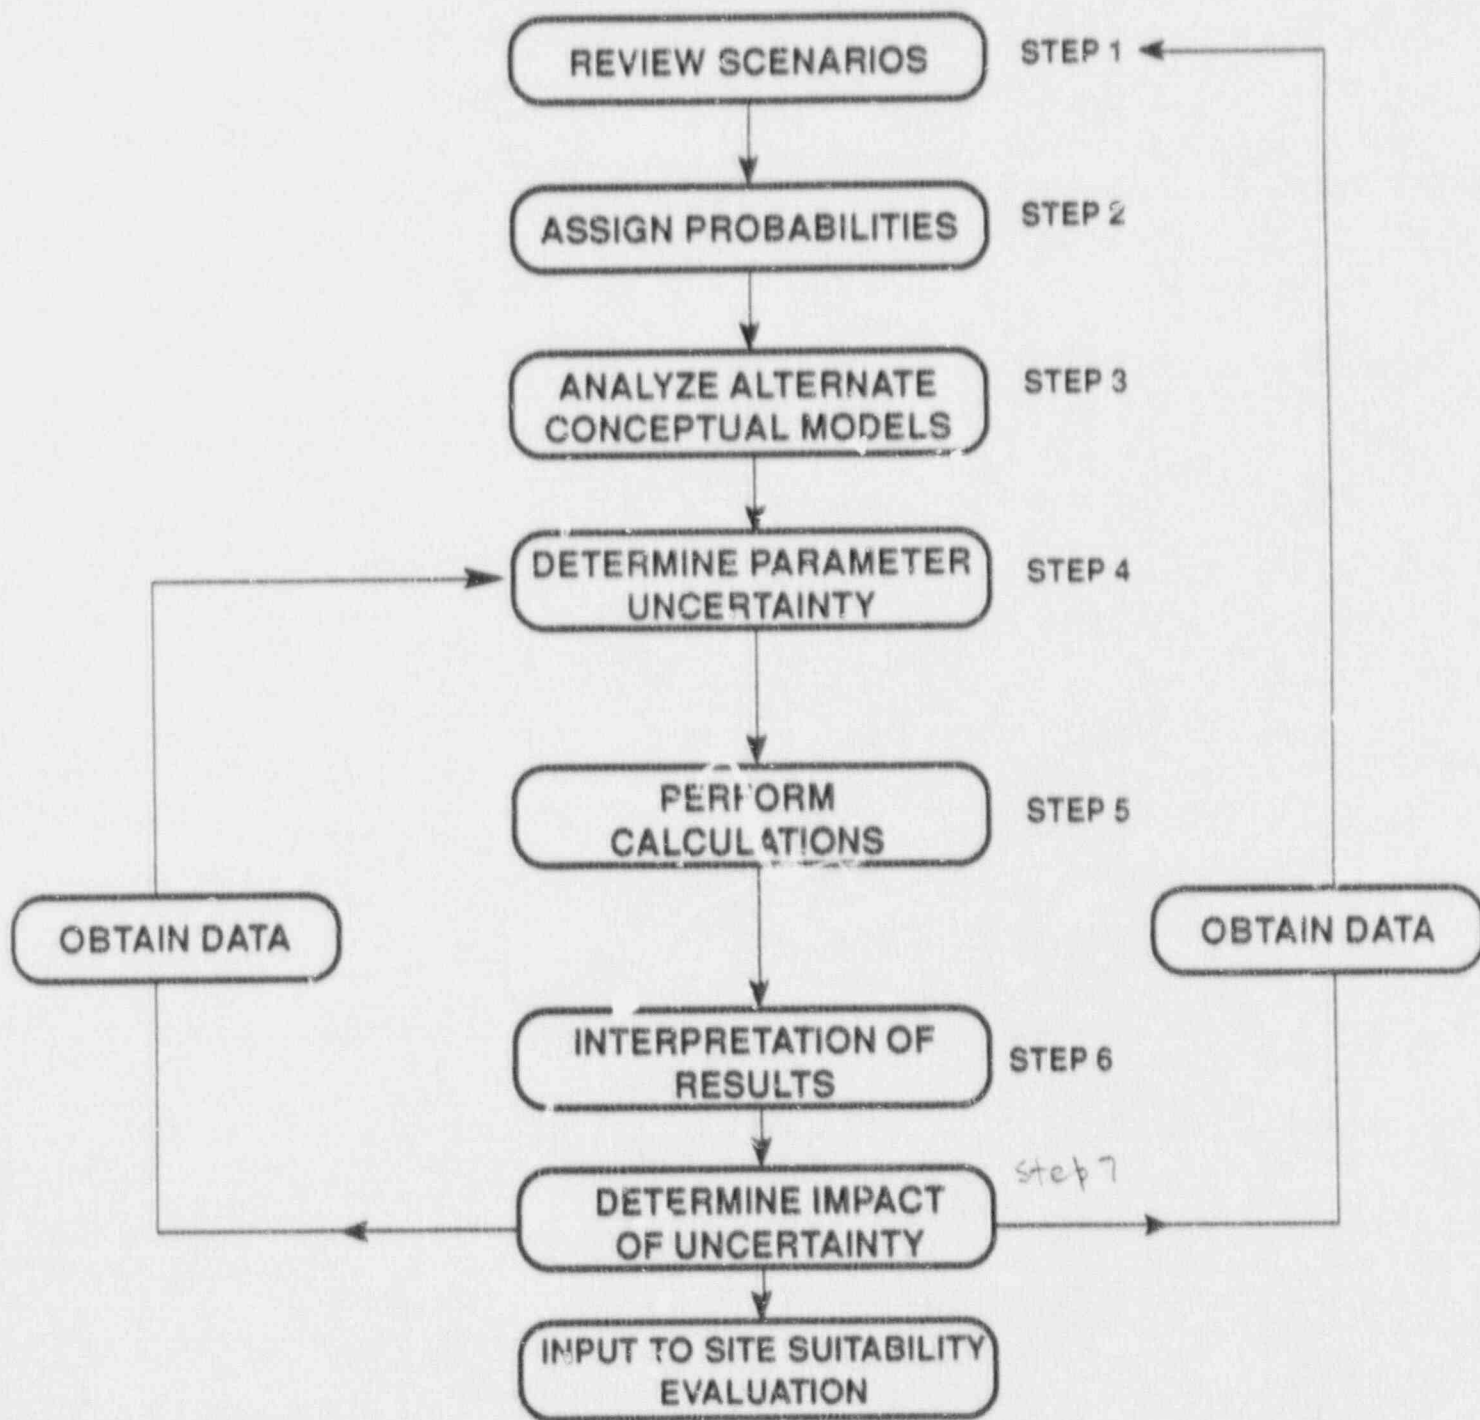 REVIEW SCENARIOS
STEP 1
ASSIGN PROBABILITIES
STEP 2
ANALYZE ALTERNATE
CONCEPTUAL MODELS
STEP 3
DETERMINE PARAMETER
UNCERTAINTY
STEP 4
PERFORM
CALCULATIONS
STEP 5
OBTAIN DATA
OBTAIN DATA
INTERPRETATION OF
RESULTS
STEP 6
DETERMINE IMPACT
OF UNCERTAINTY
Step 7
INPUT TO SITE SUITABILITY
EVALUATION